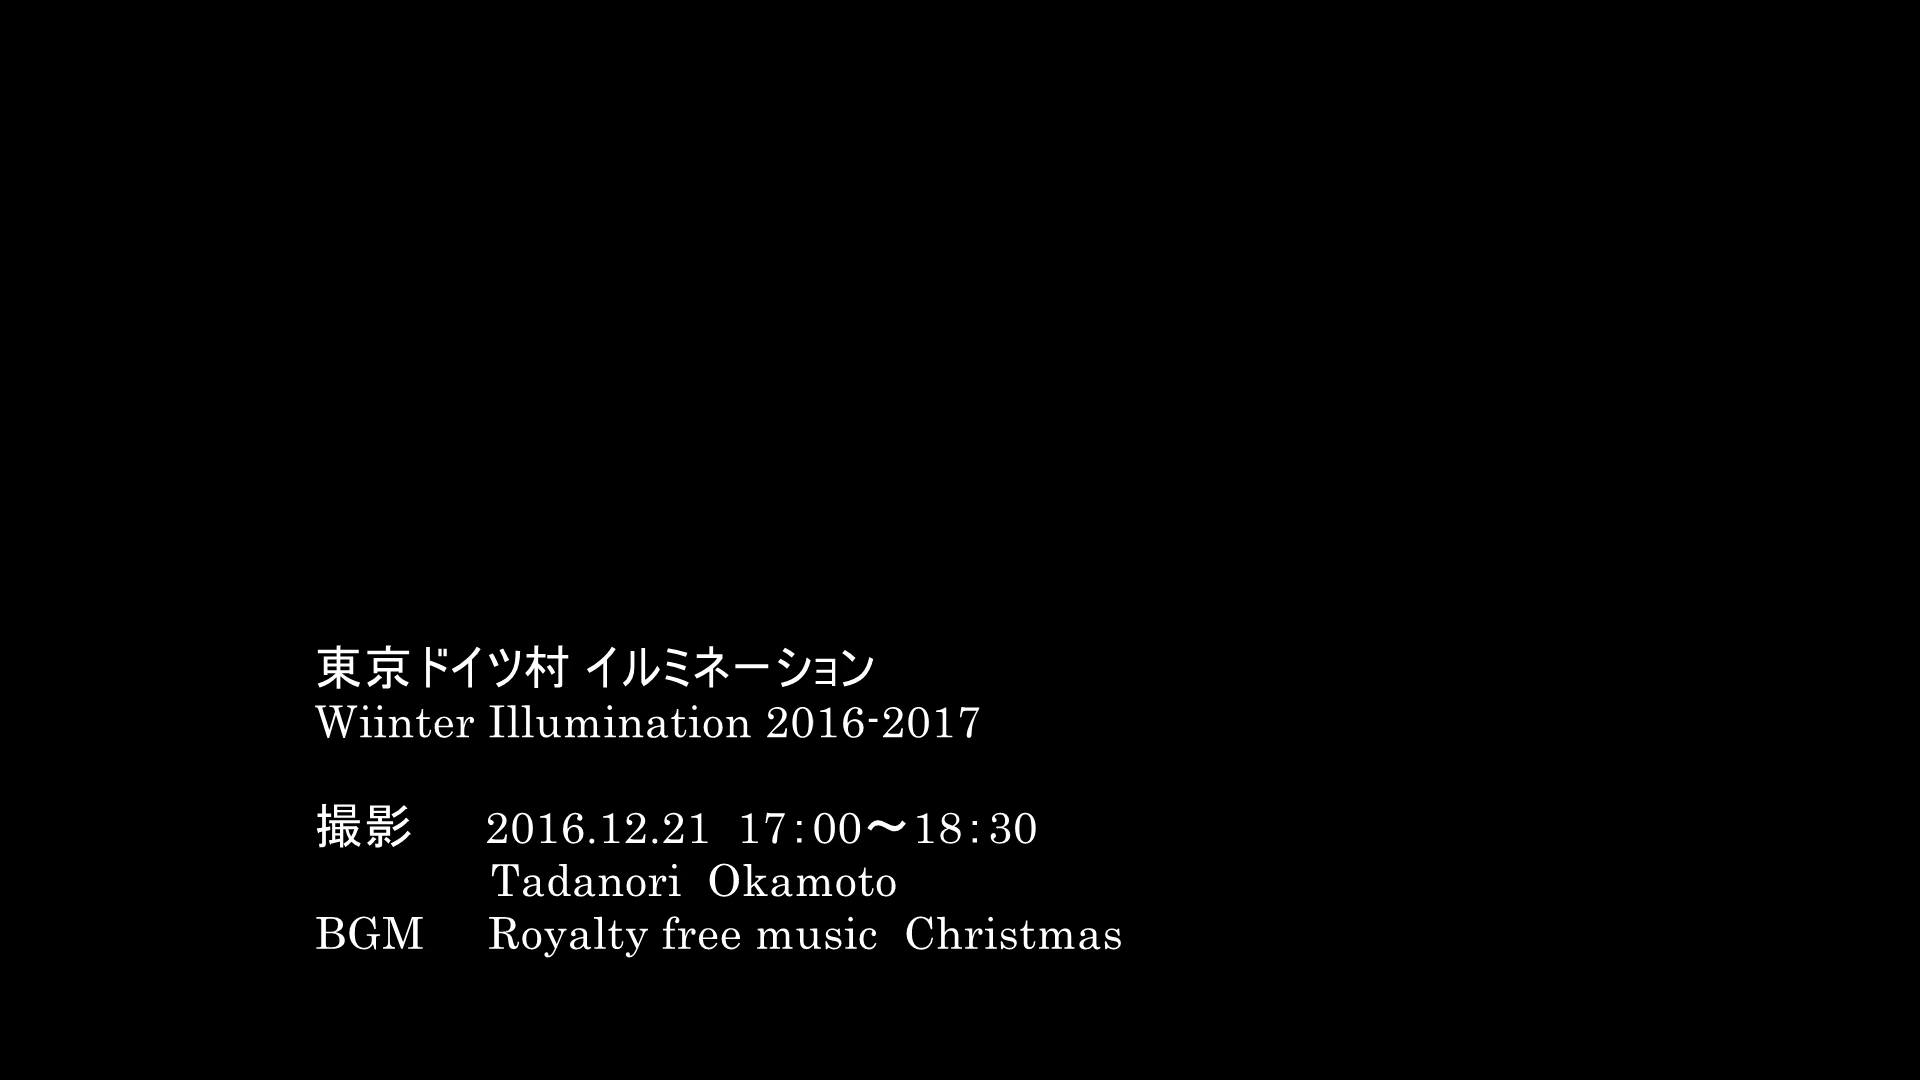 東京ドイツ村 イルミネーション
Wiinter Illumination 2016-2017
撮影 2016.12.21 17:00～18:30
Tadanori Okamoto
BGM Royalty free music Christmas